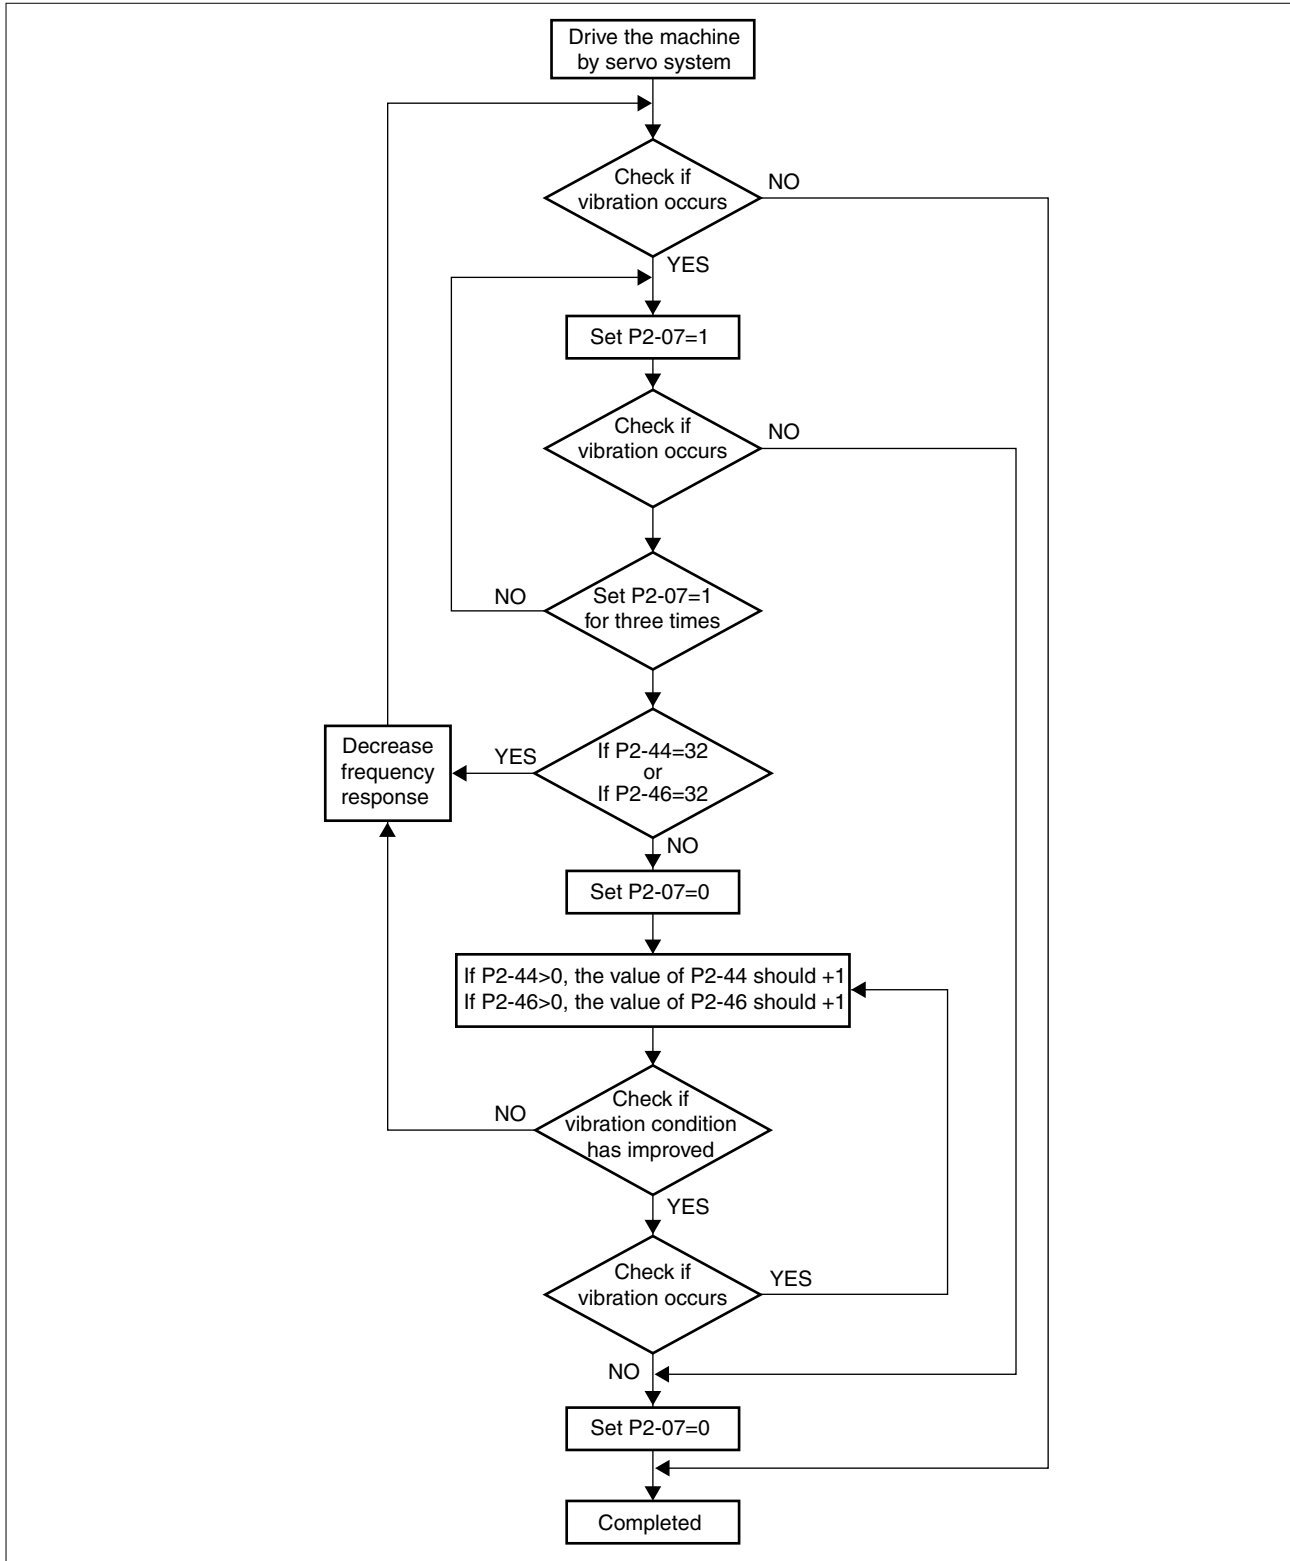 Drive the machine
by servo system
Check if
vibration occurs
NO
YES
Set P2-07=1
Check if
vibration occurs
NO
Set P2-07=1
for three times
NO
If P2-44=32
or
If P2-46=32
YES
Decrease
frequency
response
NO
Set P2-07=0
If P2-44>0, the value of P2-44 should +1
If P2-46>0, the value of P2-46 should +1
Check if
vibration condition
has improved
NO
YES
Check if
vibration occurs
YES
NO
Set P2-07=0
Completed